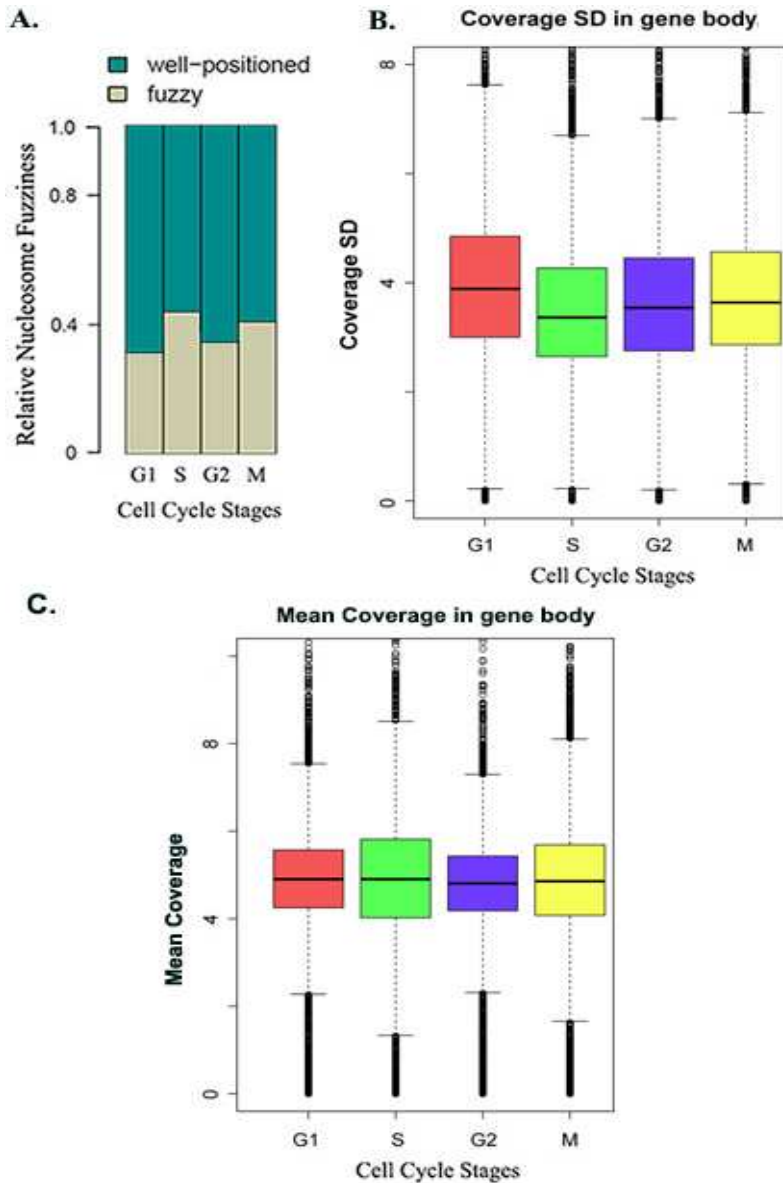 A.
well-positioned
fuzzy
Relative Nucleosome Fuzziness
1.0
0.8
0.4
0
G1 S G2 M
Cell Cycle Stages
B.
Coverage SD in gene body
Coverage SD
8
4
0
G1 S G2 M
Cell Cycle Stages
C.
Mean Coverage in gene body
Mean Coverage
8
4
0
G1 S G2 M
Cell Cycle Stages